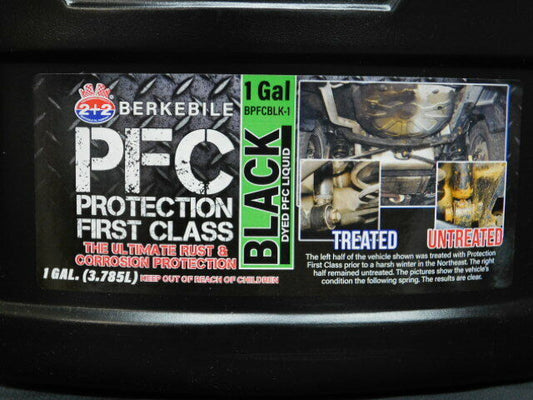 2+2
BERKEBILE
PFC
PROTECTION
FIRST CLASS
THE ULTIMATE RUST &
CORROSION PROTECTION
1 GAL. (3.785L)
KEEP OUT OF REACH OF CHILDREN
1 Gal
BPFCBLK-1
BLACK
DYED PFC LIQUID
TREATED
UNTREATED
The left half of the vehicle shown was treated with Protection
First Class prior to a harsh winter in the Northeast. The right
half remained untreated. The pictures show the vehicle's
condition the following spring. The results are clear.